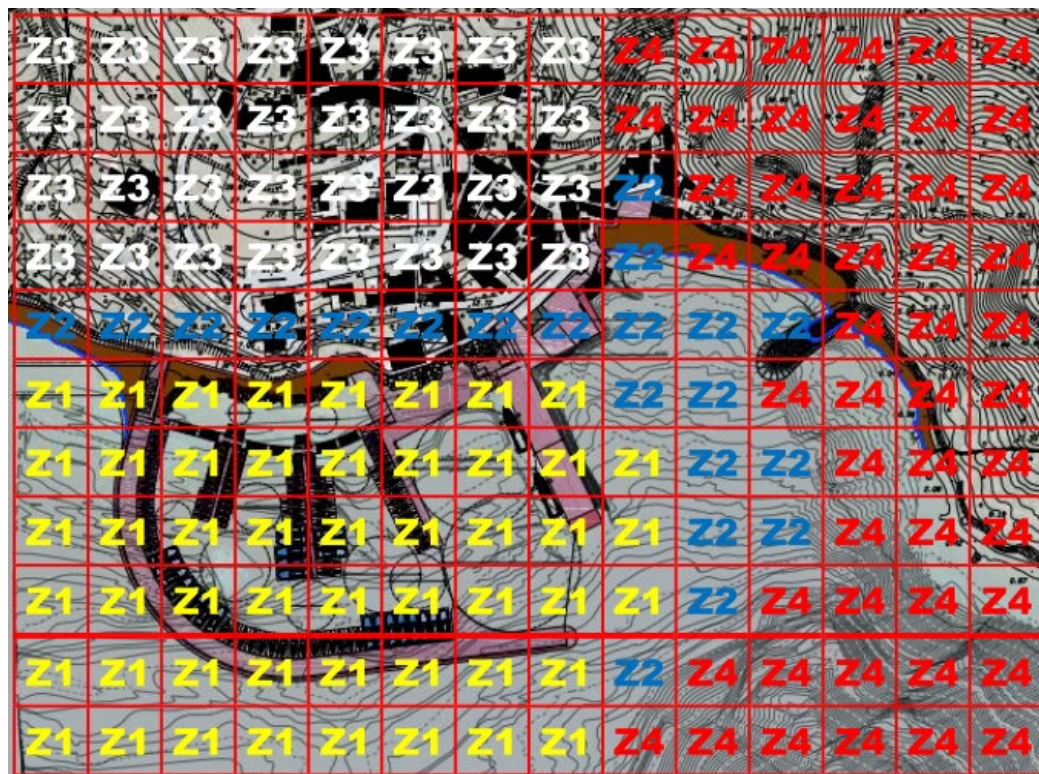 Z3 Z3 Z3 Z3 Z3 Z3 Z3 Z3 Z4 Z4 Z4 Z4 Z4 Z4
Z3 Z3 Z3 Z3 Z3 Z3 Z3 Z3 Z4 Z4 Z4 Z4 Z4 Z4
Z3 Z3 Z3 Z3 Z3 Z3 Z3 Z3 Z2 Z4 Z4 Z4 Z4 Z4
Z3 Z3 Z3 Z3 Z3 Z3 Z3 Z3 Z2 Z4 Z4 Z4 Z4 Z4
Z2 Z2 Z2 Z2 Z2 Z2 Z2 Z2 Z2 Z2 Z2 Z4 Z4 Z4
Z1 Z1 Z1 Z1 Z1 Z1 Z1 Z1 Z2 Z2 Z4 Z4 Z4 Z4
Z1 Z1 Z1 Z1 Z1 Z1 Z1 Z1 Z1 Z2 Z2 Z4 Z4 Z4
Z1 Z1 Z1 Z1 Z1 Z1 Z1 Z1 Z1 Z2 Z2 Z4 Z4 Z4
Z1 Z1 Z1 Z1 Z1 Z1 Z1 Z1 Z1 Z2 Z4 Z4 Z4 Z4
Z1 Z1 Z1 Z1 Z1 Z1 Z1 Z1 Z2 Z4 Z4 Z4 Z4 Z4
Z1 Z1 Z1 Z1 Z1 Z1 Z1 Z1 Z4 Z4 Z4 Z4 Z4 Z4